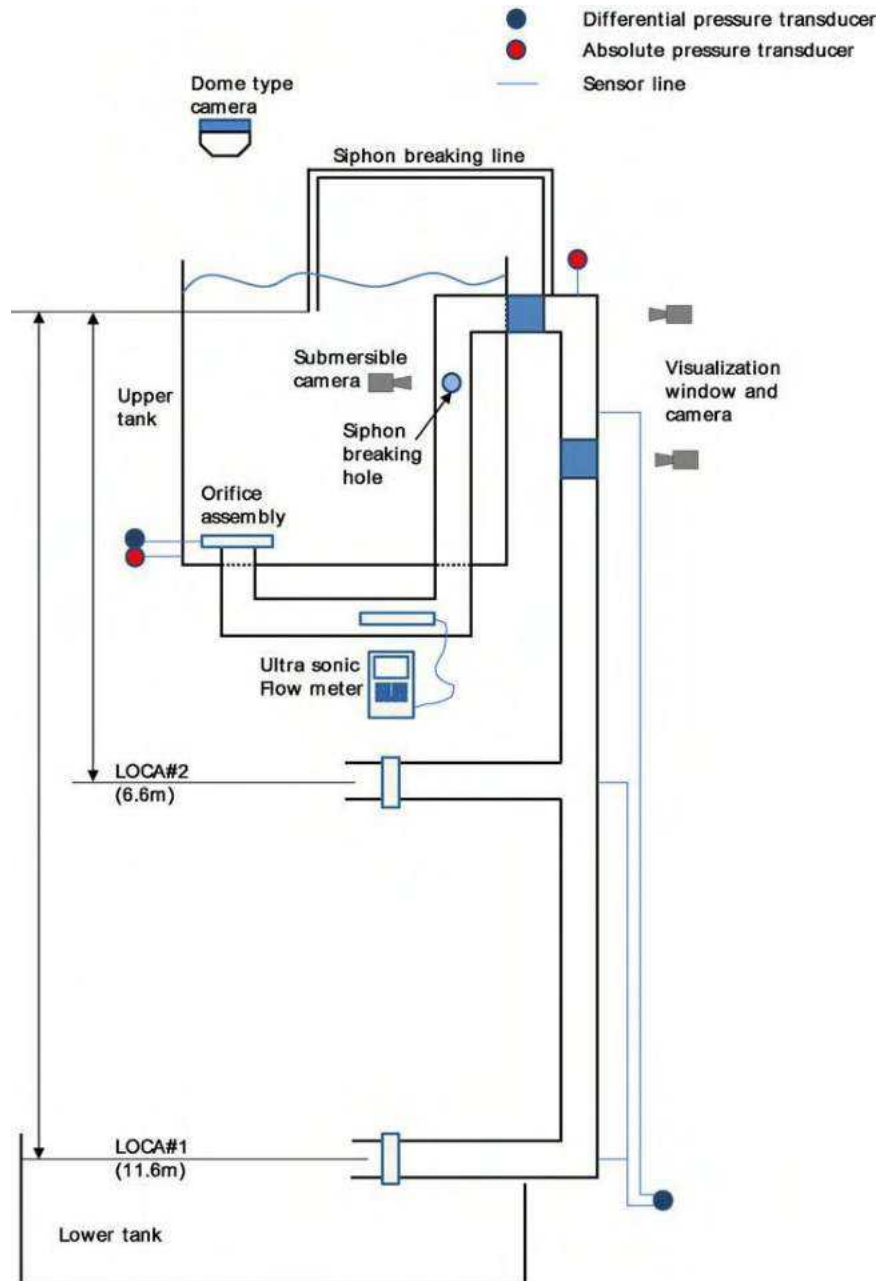 Differential pressure transducer
Absolute pressure transducer
Sensor line
Dome type
camera
Siphon breaking line
Submersible
camera
Visualization
window and
camera
Upper
tank
Siphon
breaking
hole
Orifice
assembly
Ultra sonic
Flow meter
LOCA#2
(6.6m)
LOCA#1
(11.6m)
Lower tank